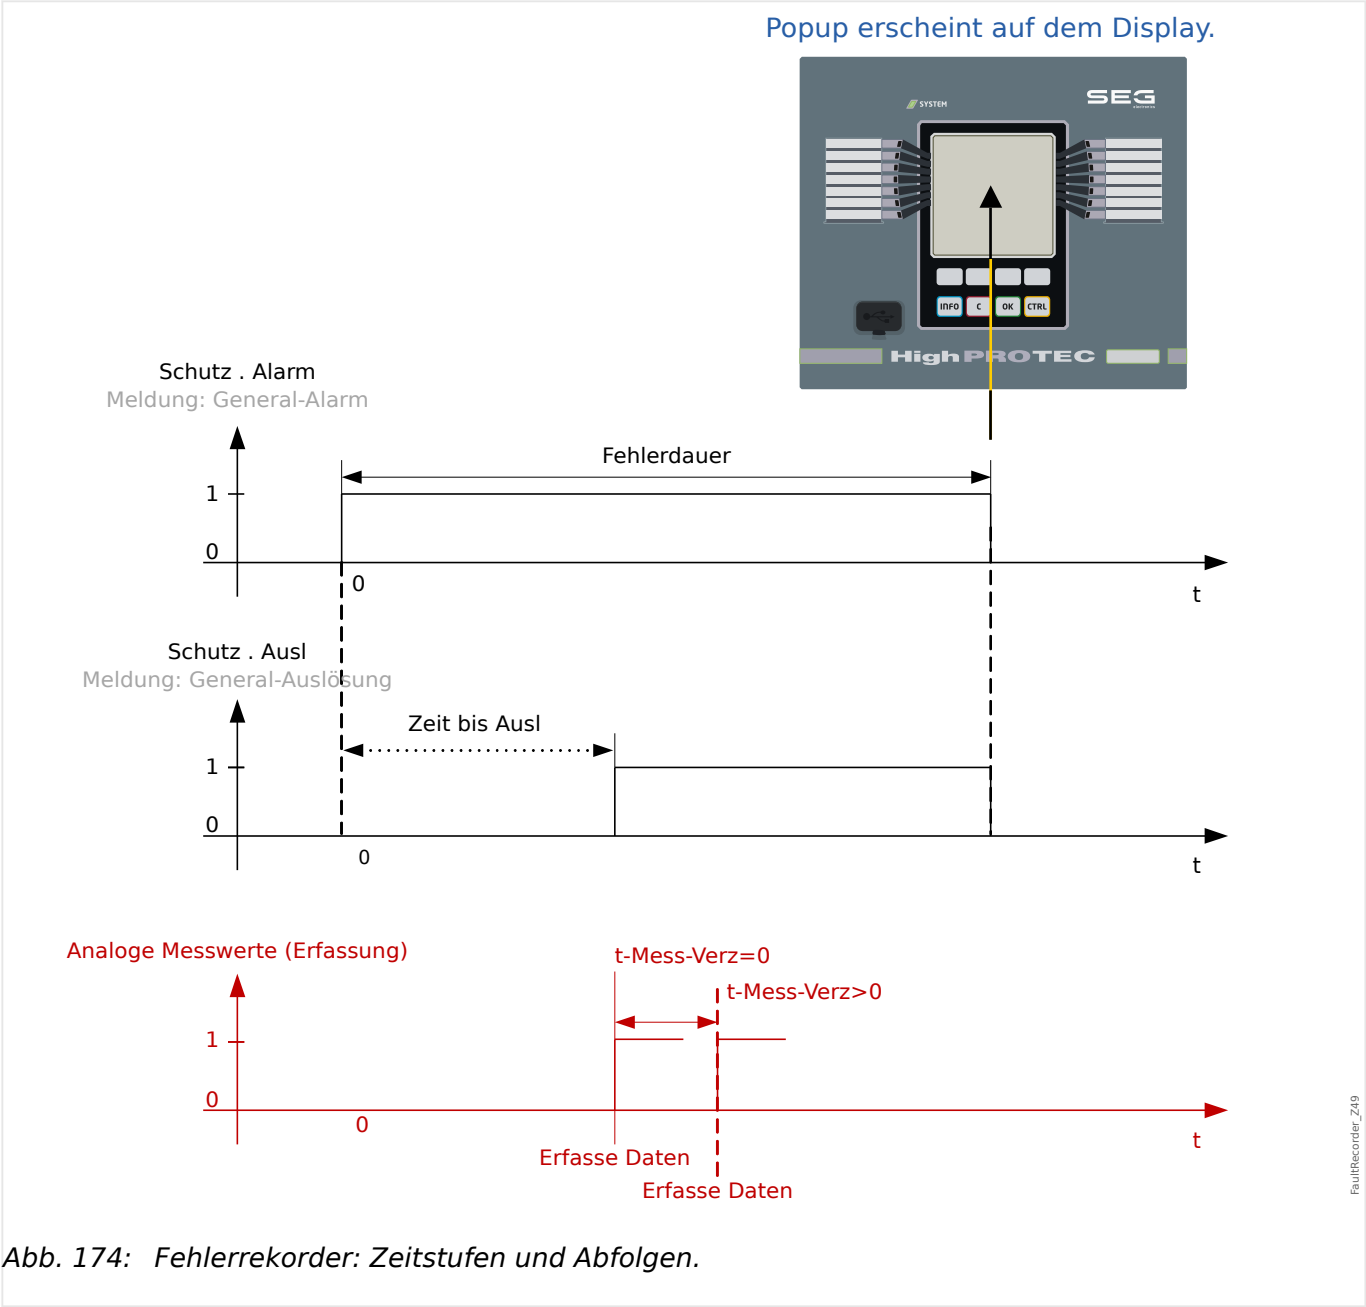 Popup erscheint auf dem Display.
SYSTEM
SEG
electronics
INFO
C
OK
CTRL
HighPROTEC
Schutz . Alarm
Meldung: General-Alarm
Fehlerdauer
1
0
0
t
Schutz . Ausl
Meldung: General-Auslösung
Zeit bis Ausl
1
0
0
t
Analoge Messwerte (Erfassung)
t-Mess-Verz=0
t-Mess-Verz>0
1
0
0
t
Erfasse Daten
Erfasse Daten
FaultRecorder_Z49
Abb. 174: Fehlerrekorder: Zeitstufen und Abfolgen.